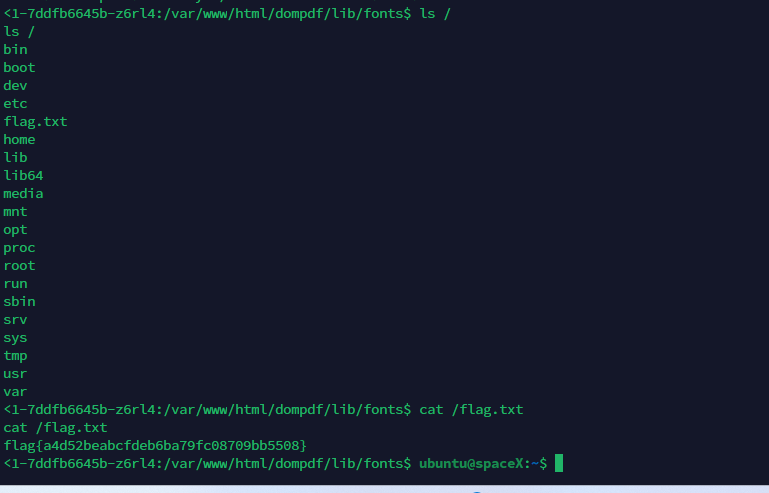 <1-7ddfb6645b-z6rl4:/var/www/html/dompdf/lib/fonts$ ls /
ls /
bin
boot
dev
etc
flag.txt
home
lib
lib64
media
mnt
opt
proc
root
run
sbin
srv
sys
tmp
usr
var
<1-7ddfb6645b-z6rl4:/var/www/html/dompdf/lib/fonts$ cat /flag.txt
cat /flag.txt
flag{a4d52beabcfdeb6ba79fc08709bb5508}
<1-7ddfb6645b-z6rl4:/var/www/html/dompdf/lib/fonts$ ubuntu@spaceX:~$